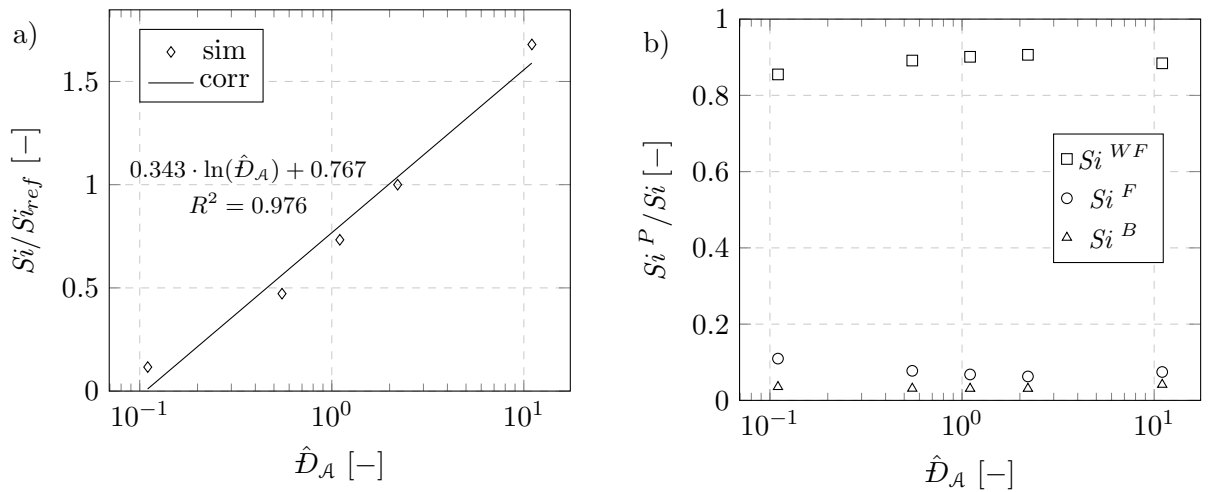 a)
sim
corr
0.343 · ln(Đ̂_𝒜) + 0.767
R² = 0.976
1.5
1
0.5
0
Si/Si_ref [−]
10⁻¹ 10⁰ 10¹
Đ̂_𝒜 [−]
b)
1
0.8
0.6
0.4
0.2
0
Si^P/Si [−]
Si^WF
Si^F
Si^B
10⁻¹ 10⁰ 10¹
Đ̂_𝒜 [−]